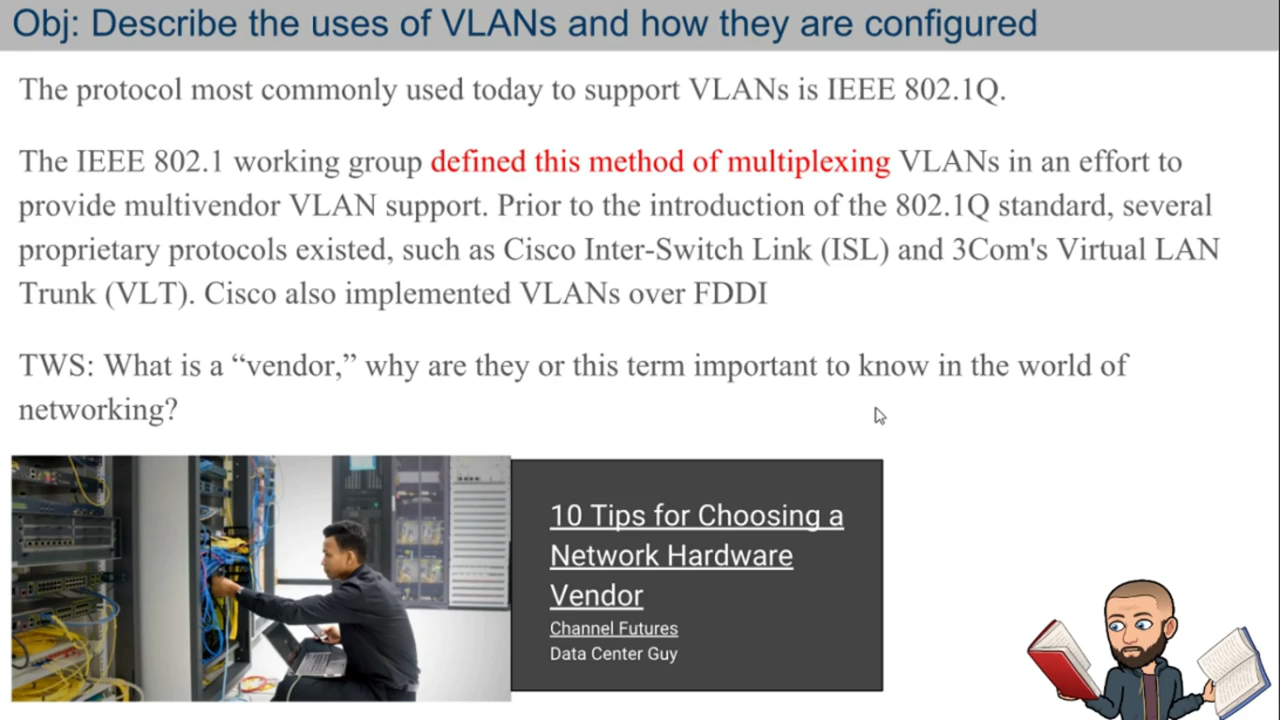 Obj: Describe the uses of VLANs and how they are configured
The protocol most commonly used today to support VLANs is IEEE 802.1Q.
The IEEE 802.1 working group defined this method of multiplexing VLANs in an effort to
provide multivendor VLAN support. Prior to the introduction of the 802.1Q standard, several
proprietary protocols existed, such as Cisco Inter-Switch Link (ISL) and 3Com's Virtual LAN
Trunk (VLT). Cisco also implemented VLANs over FDDI
TWS: What is a “vendor,” why are they or this term important to know in the world of
networking?
10 Tips for Choosing a
Network Hardware
Vendor
Channel Futures
Data Center Guy